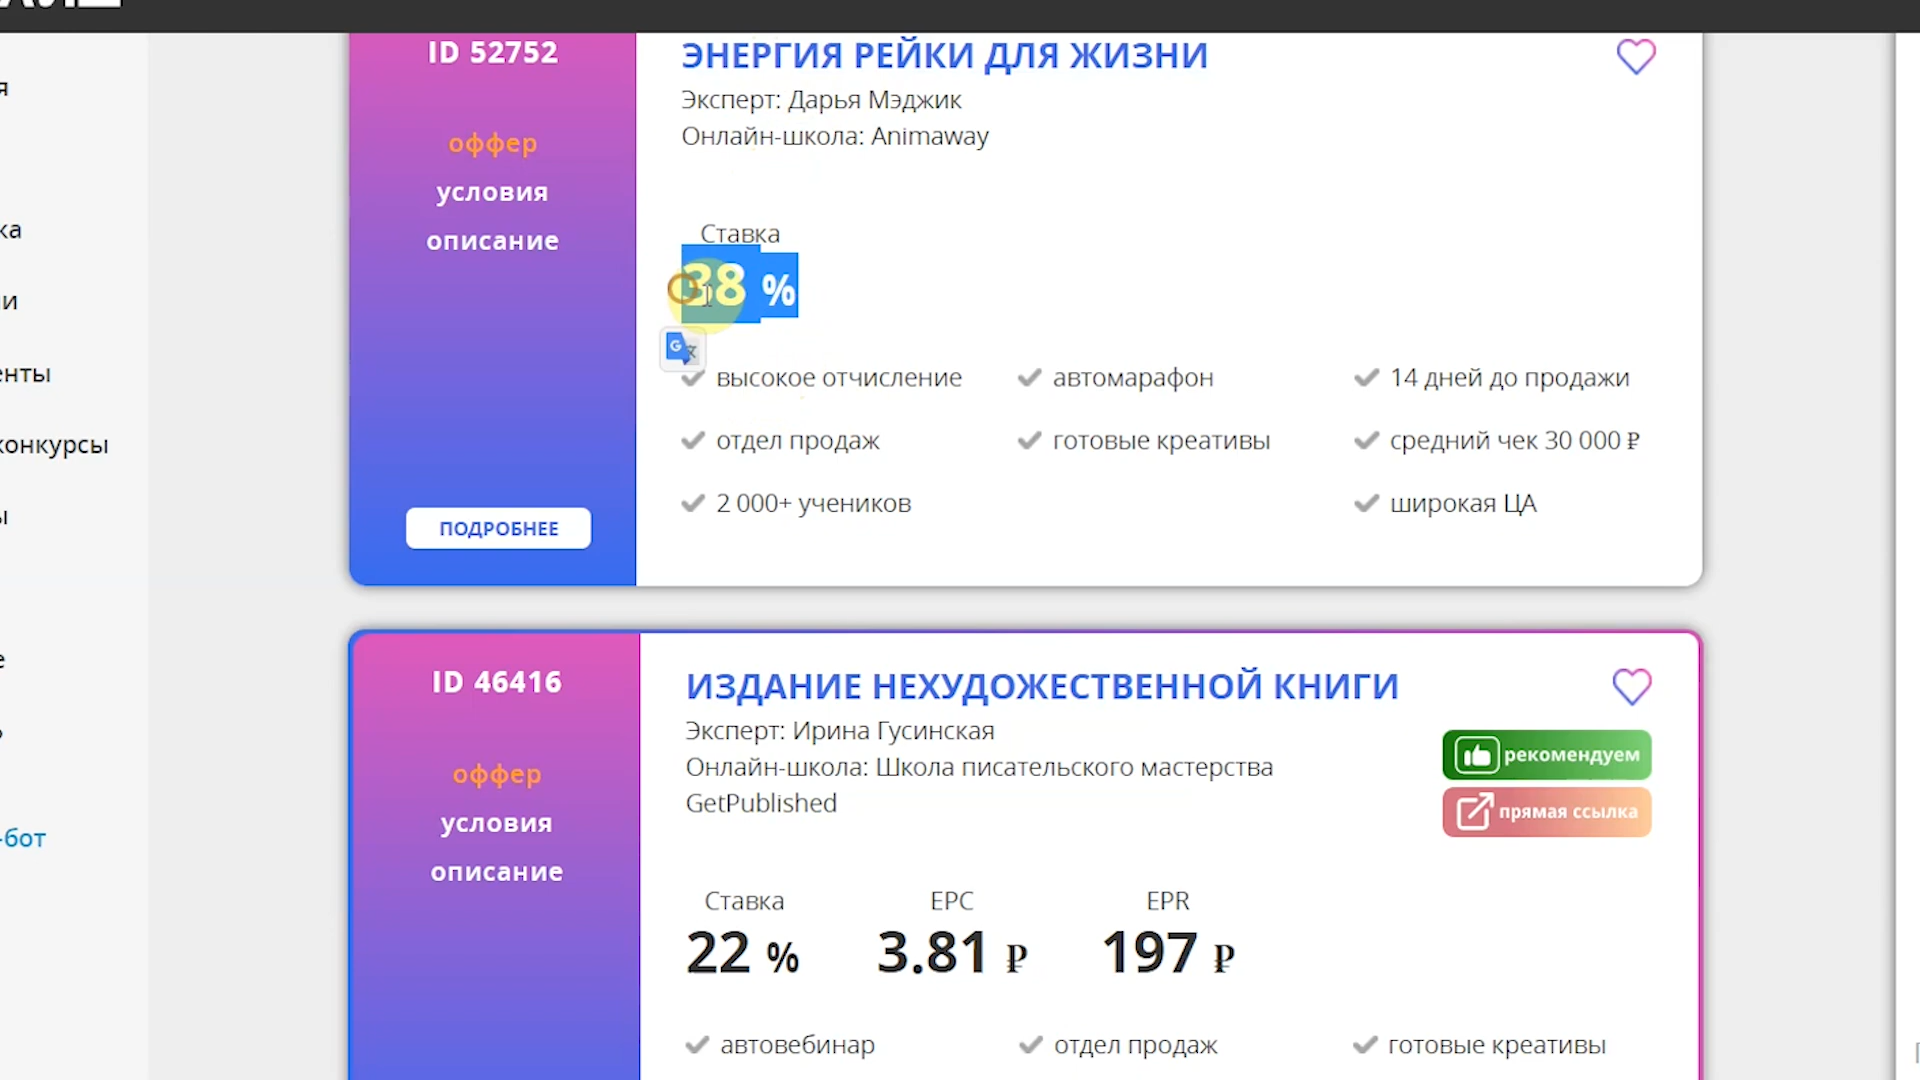 ID 52752
оффер
условия
описание
ПОДРОБНЕЕ
ЭНЕРГИЯ РЕЙКИ ДЛЯ ЖИЗНИ
Эксперт: Дарья Мэджик
Онлайн-школа: Animaway
Ставка
38 %
высокое отчисление
автомарафон
14 дней до продажи
отдел продаж
готовые креативы
средний чек 30 000 ₽
2 000+ учеников
широкая ЦА
ID 46416
оффер
условия
описание
ИЗДАНИЕ НЕХУДОЖЕСТВЕННОЙ КНИГИ
Эксперт: Ирина Гусинская
Онлайн-школа: Школа писательского мастерства
GetPublished
рекомендуем
прямая ссылка
Ставка
22 %
EPC
3.81 ₽
EPR
197 ₽
автовебинар
отдел продаж
готовые креативы
конкурсы
-бот